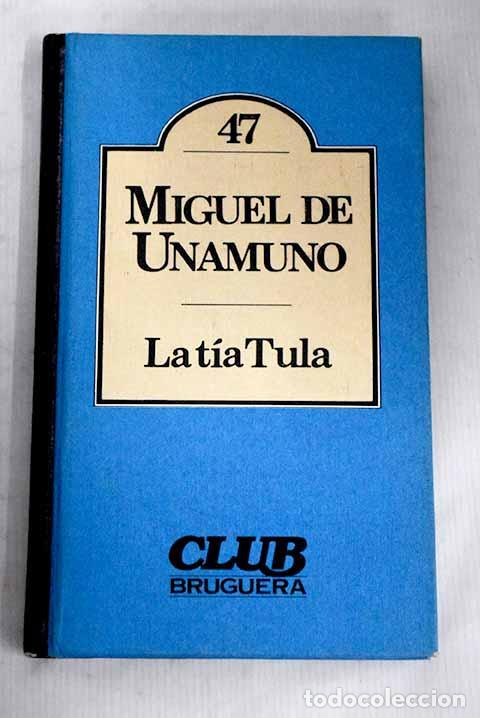 47
MIGUEL DE
UNAMUNO
La tía Tula
CLUB
BRUGUERA
todocoleccion